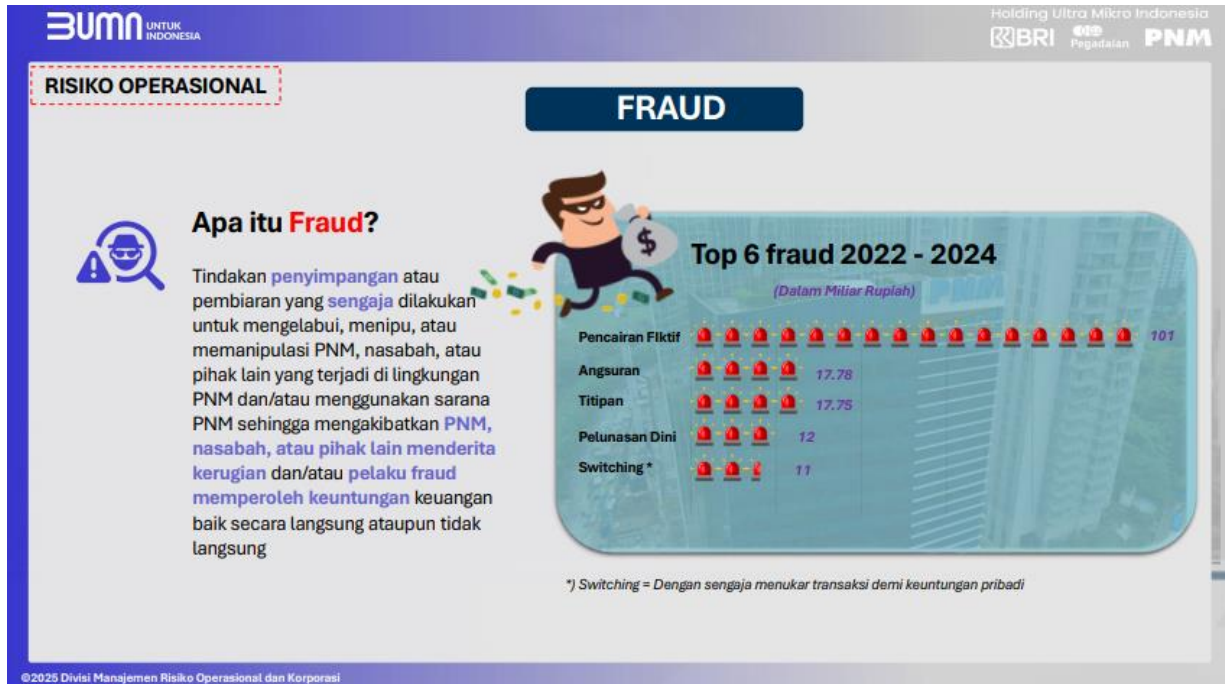 BUMN UNTUK
INDONESIA
Holding Ultra Mikro Indonesia
BRI Pegadaian PNM
RISIKO OPERASIONAL
FRAUD
Apa itu Fraud?
Tindakan penyimpangan atau
pembiaran yang sengaja dilakukan
untuk mengelabui, menipu, atau
memanipulasi PNM, nasabah, atau
pihak lain yang terjadi di lingkungan
PNM dan/atau menggunakan sarana
PNM sehingga mengakibatkan PNM,
nasabah, atau pihak lain menderita
kerugian dan/atau pelaku fraud
memperoleh keuntungan keuangan
baik secara langsung ataupun tidak
langsung
$
Top 6 fraud 2022 - 2024
(Dalam Miliar Rupiah)
Pencairan FIktif 101
Angsuran 17.78
Titipan 17.75
Pelunasan Dini 12
Switching * 11
*) Switching = Dengan sengaja menukar transaksi demi keuntungan pribadi
©2025 Divisi Manajemen Risiko Operasional dan Korporasi